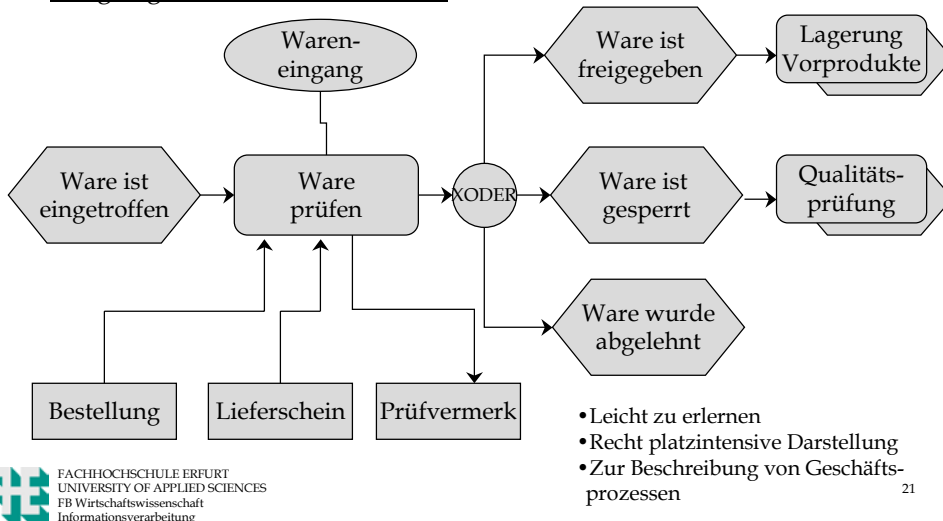 Waren-
eingang
Ware ist
freigegeben
Lagerung
Vorprodukte
Ware ist
eingetroffen
Ware
prüfen
XODER
Ware ist
gesperrt
Qualitäts-
prüfung
Ware wurde
abgelehnt
Bestellung
Lieferschein
Prüfvermerk
•Leicht zu erlernen
•Recht platzintensive Darstellung
•Zur Beschreibung von Geschäfts-
prozessen
FACHHOCHSCHULE ERFURT
UNIVERSITY OF APPLIED SCIENCES
FB Wirtschaftswissenschaft
Informationsverarbeitung
21